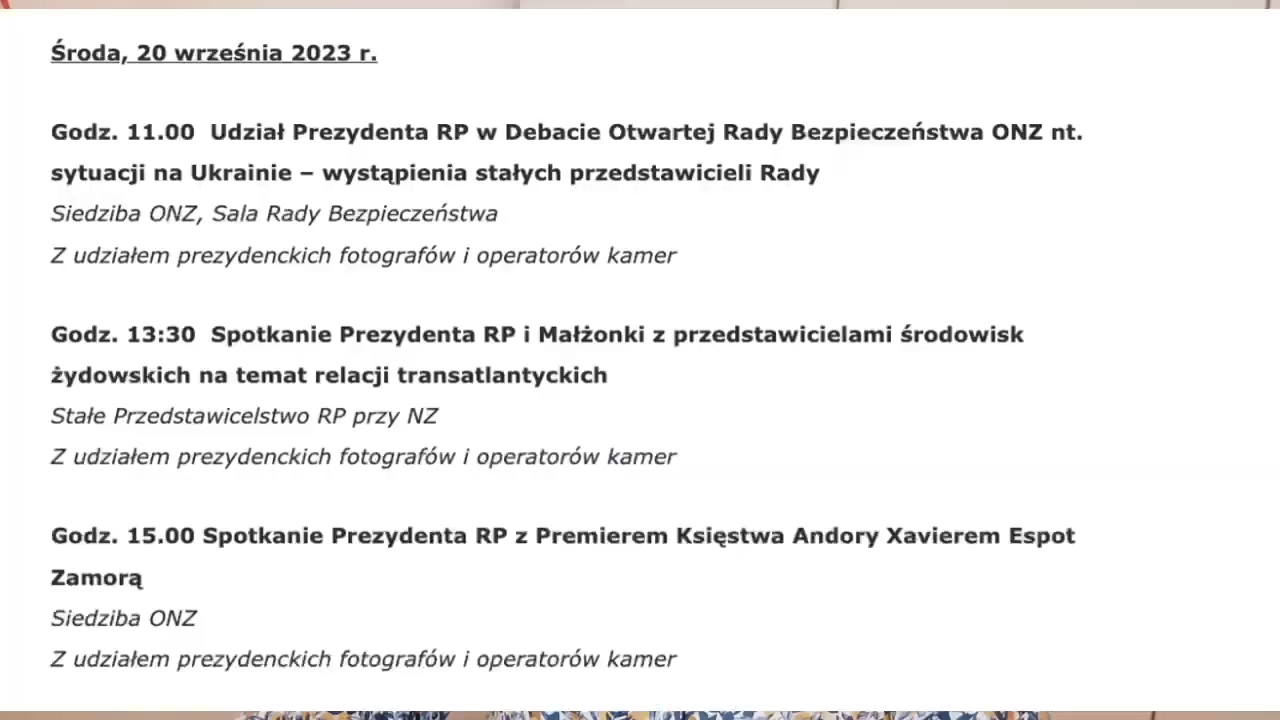 Środa, 20 września 2023 r.
Godz. 11.00  Udział Prezydenta RP w Debacie Otwartej Rady Bezpieczeństwa ONZ nt.
sytuacji na Ukrainie – wystąpienia stałych przedstawicieli Rady
Siedziba ONZ, Sala Rady Bezpieczeństwa
Z udziałem prezydenckich fotografów i operatorów kamer
Godz. 13:30  Spotkanie Prezydenta RP i Małżonki z przedstawicielami środowisk
żydowskich na temat relacji transatlantyckich
Stałe Przedstawicelstwo RP przy NZ
Z udziałem prezydenckich fotografów i operatorów kamer
Godz. 15.00 Spotkanie Prezydenta RP z Premierem Księstwa Andory Xavierem Espot
Zamorą
Siedziba ONZ
Z udziałem prezydenckich fotografów i operatorów kamer